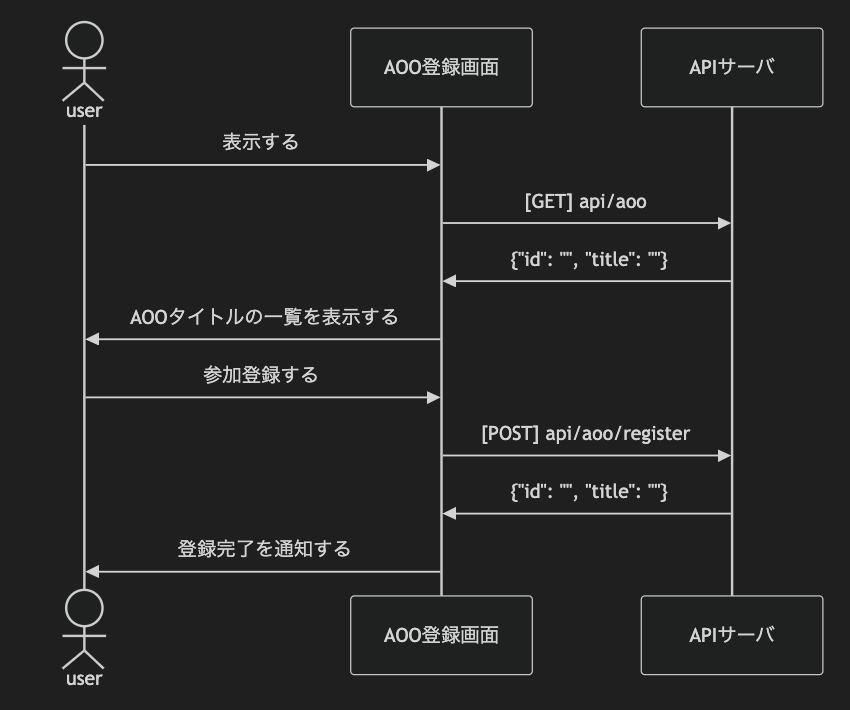 user
AOO登録画面
APIサーバ
表示する
[GET] api/aoo
{"id": "", "title": ""}
AOOタイトルの一覧を表示する
参加登録する
[POST] api/aoo/register
{"id": "", "title": ""}
登録完了を通知する
user
AOO登録画面
APIサーバ